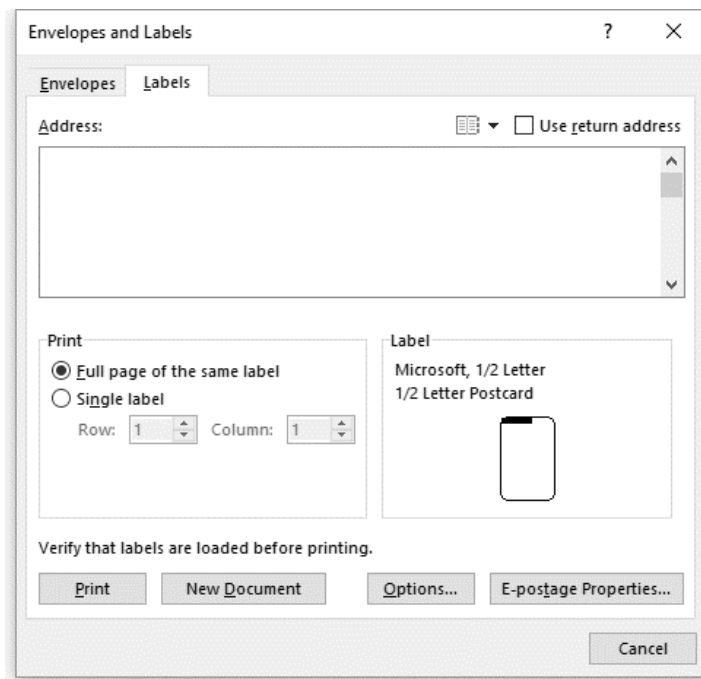 Envelopes and Labels ?
Envelopes Labels
Address: Use return address
Print
Full page of the same label
Single label
Row: 1 Column: 1
Label
Microsoft, 1/2 Letter
1/2 Letter Postcard
Verify that labels are loaded before printing.
Print New Document Options... E-postage Properties...
Cancel